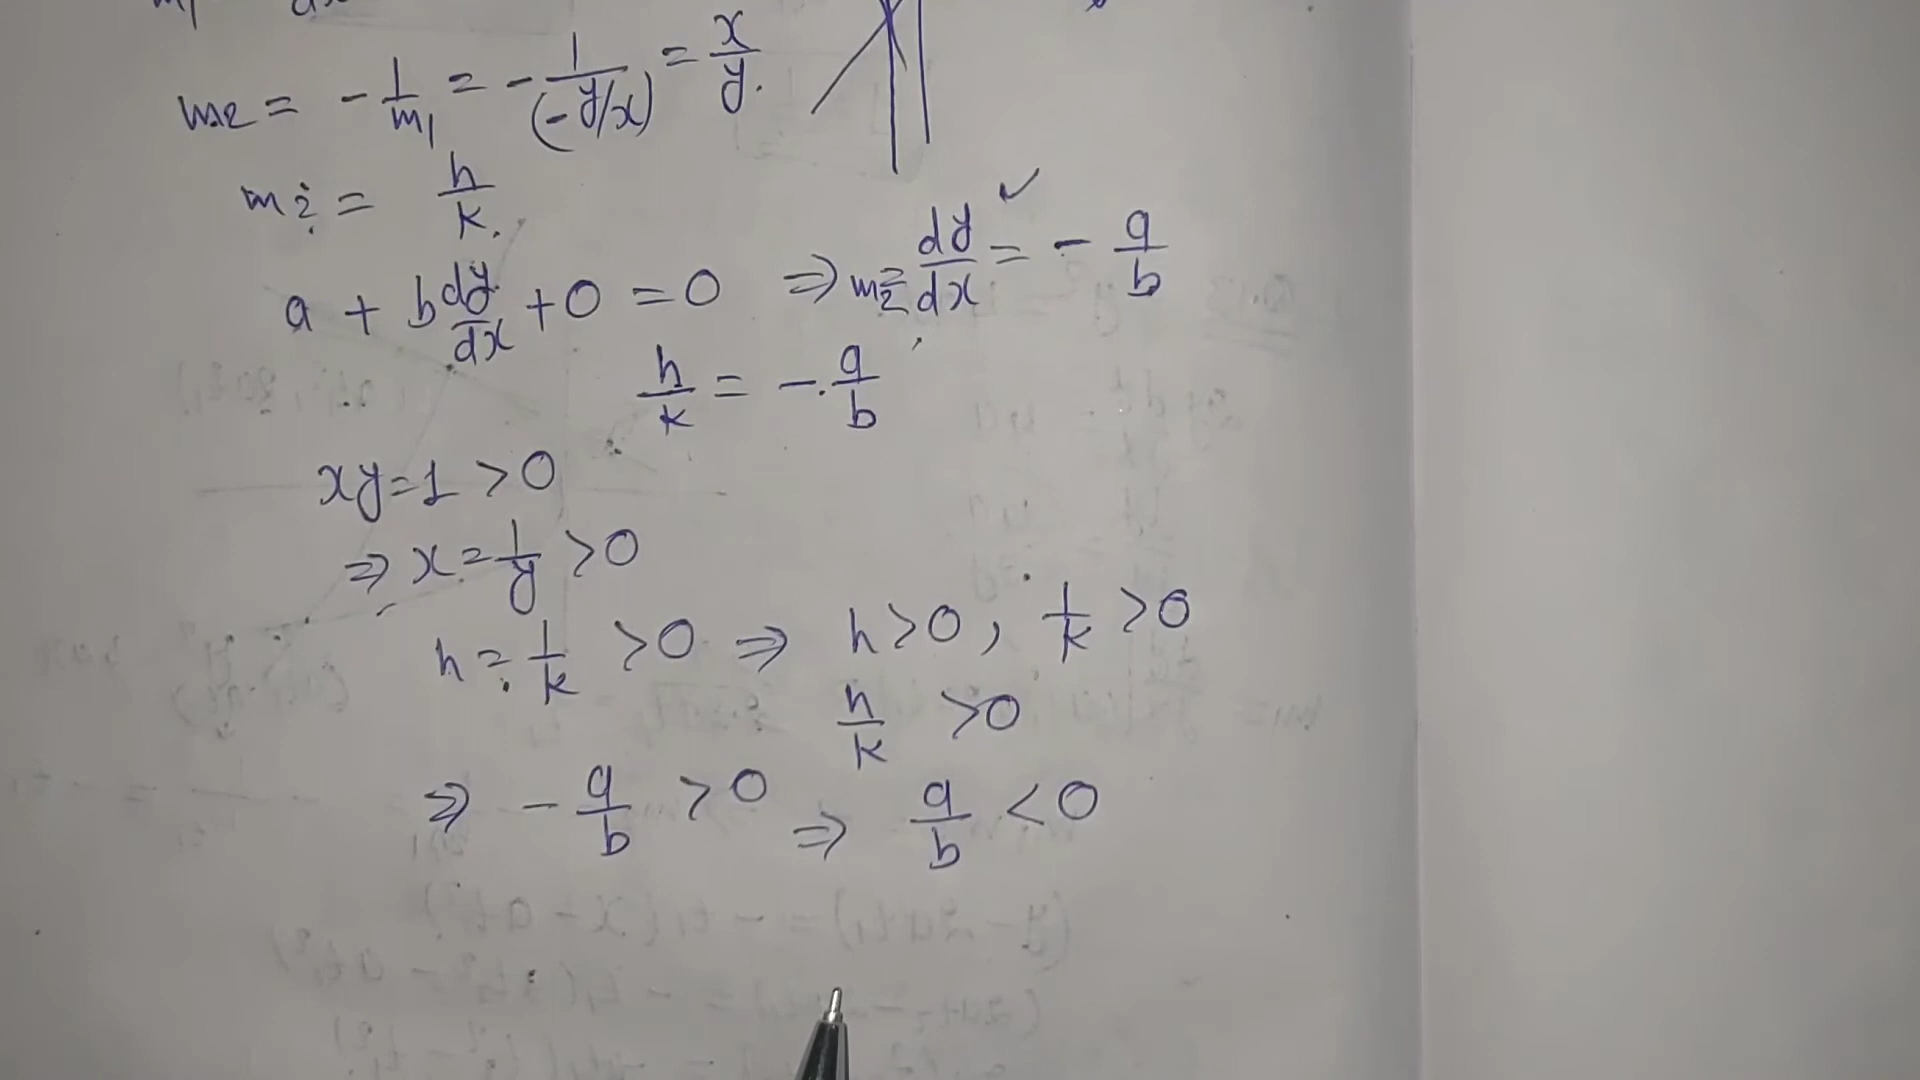 m2 = - 1/m1 = - 1/(-y/x) = x/y.
m2 = h/k.
a + b dy/dx + 0 = 0 ⇒ m2 = dy/dx = - a/b ✓
h/k = - a/b
xy = 1 > 0
⇒ x = 1/y > 0
h = 1/k > 0 ⇒ h > 0, 1/k > 0
h/k > 0
⇒ - a/b > 0 ⇒ a/b < 0